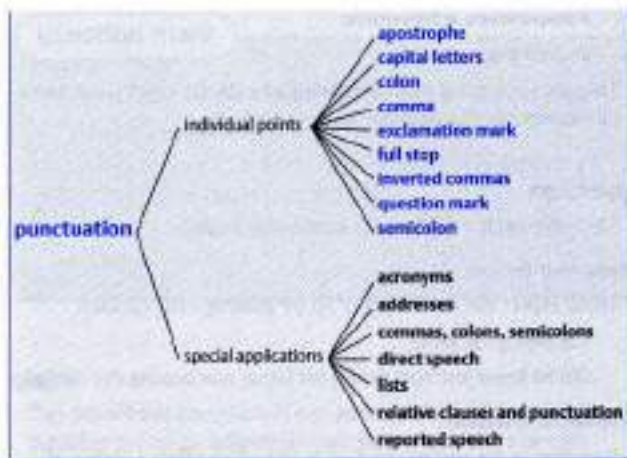 apostrophe
capital letters
colon
comma
individual points
exclamation mark
full stop
inverted commas
question mark
semicolon
punctuation
acronyms
addresses
commas, colons, semicolons
special applications
direct speech
lists
relative clauses and punctuation
reported speech